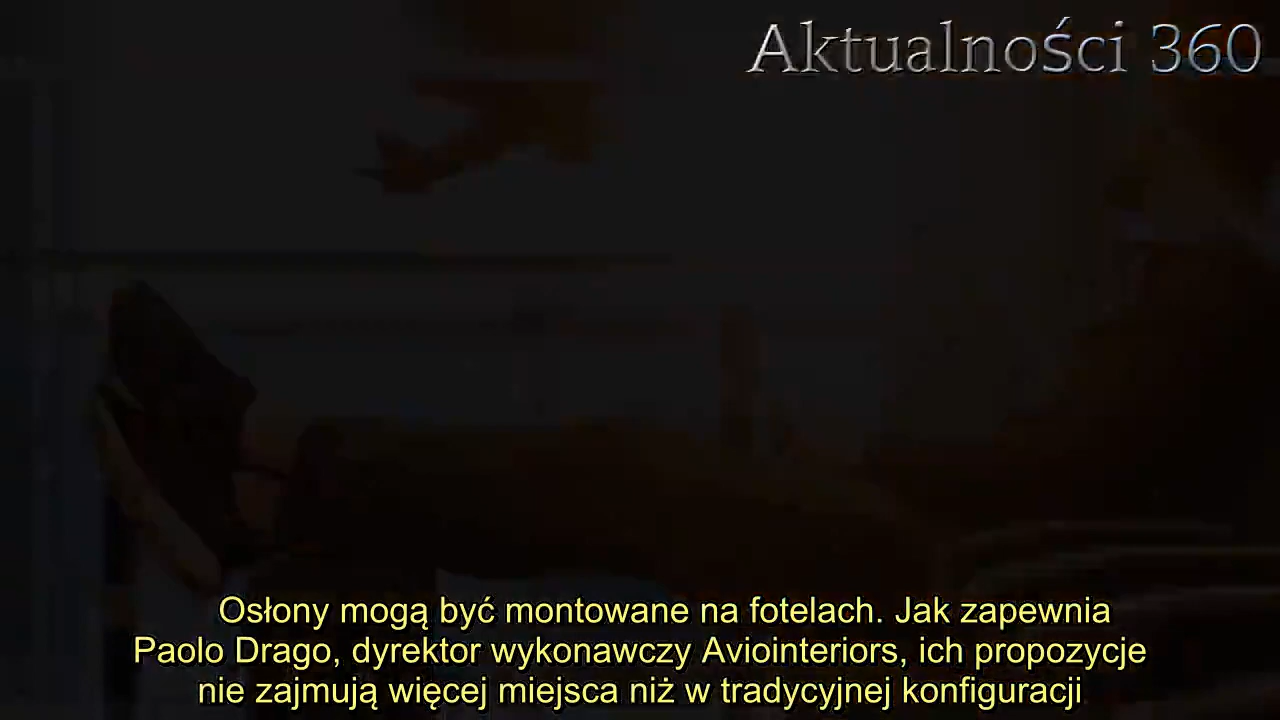 Aktualności 360
Osłony mogą być montowane na fotelach. Jak zapewnia
Paolo Drago, dyrektor wykonawczy Aviointeriors, ich propozycje
nie zajmują więcej miejsca niż w tradycyjnej konfiguracji